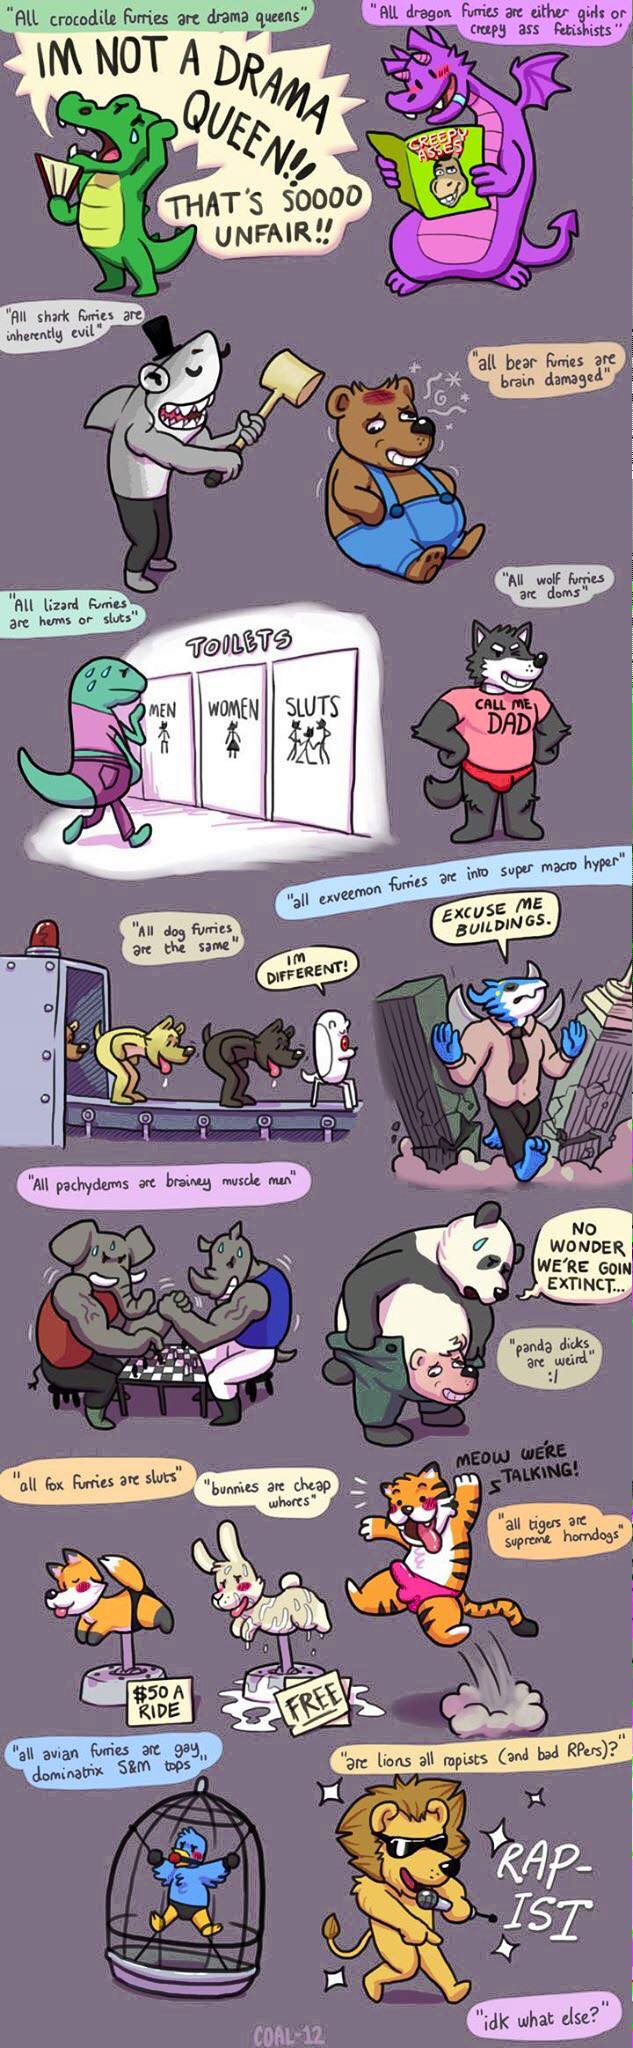 "All crocodile furries are drama queens"
IM NOT A DRAMA
QUEEN!!
THAT'S SOOOO
UNFAIR!!
"All dragon furries are either girls or
creepy ass fetishists"
CREEPY
ASSES
"All shark furries are
inherently evil"
"all bear furries are
brain damaged"
"All lizard furries
are herms or sluts"
TOILETS
MEN
WOMEN
SLUTS
"All wolf furries
are doms"
CALL ME
DAD
"all exveemon furries are into super macro hyper"
EXCUSE ME
BUILDINGS.
"All dog furries
are the same"
IM
DIFFERENT!
"All pachyderms are brainey muscle men"
NO
WONDER
WE'RE GOIN
EXTINCT...
"panda dicks
are weird"
:/
"all fox furries are sluts"
"bunnies are cheap
whores"
MEOW WE'RE
TALKING!
"all tigers are
supreme horndogs"
$50 A
RIDE
FREE
"all avian furries are gay
dominatrix S&M tops"
"are lions all rapists (and bad RPers)?"
RAP-
IST
"idk what else?"
COAL-12